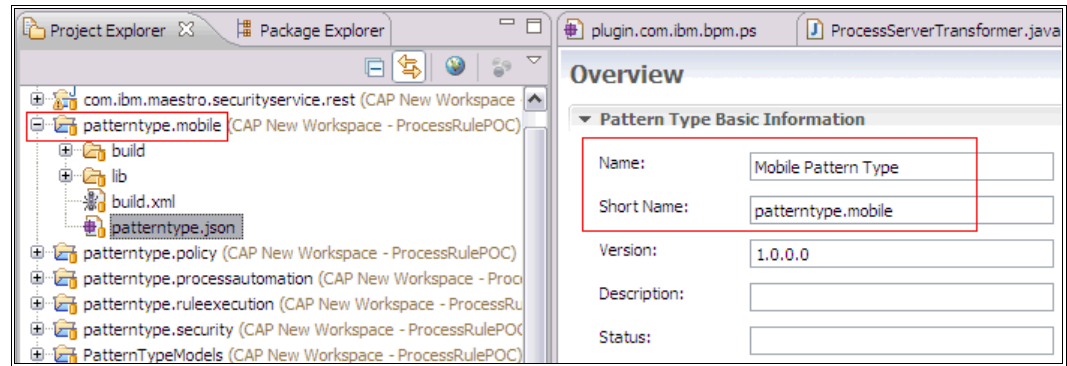 Project Explorer
Package Explorer
com.ibm.maestro.securityservice.rest (CAP New Workspace
patterntype.mobile (CAP New Workspace - ProcessRulePOC)
build
lib
build.xml
patterntype.json
patterntype.policy (CAP New Workspace - ProcessRulePOC)
patterntype.processautomation (CAP New Workspace - Proc
patterntype.ruleexecution (CAP New Workspace - ProcessRu
patterntype.security (CAP New Workspace - ProcessRulePOC
PatternTypeModels (CAP New Workspace - ProcessRulePOC)
plugin.com.ibm.bpm.ps
ProcessServerTransformer.java
Overview
Pattern Type Basic Information
Name: Mobile Pattern Type
Short Name: patterntype.mobile
Version: 1.0.0.0
Description:
Status: